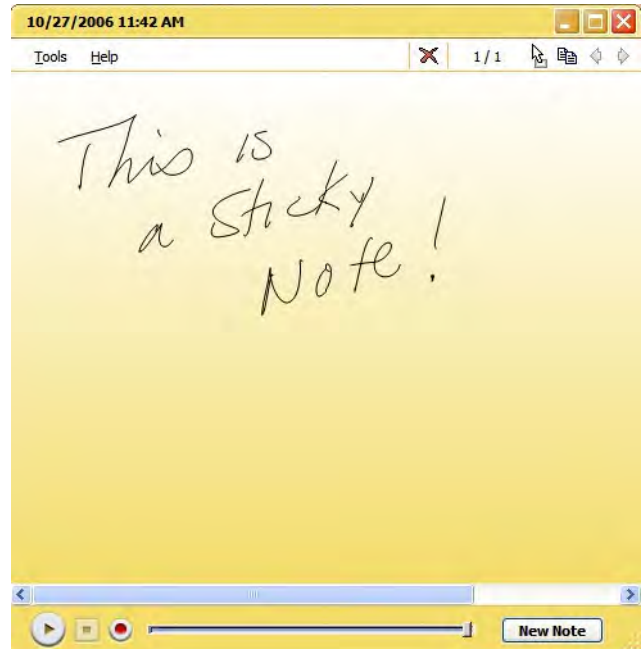 10/27/2006 11:42 AM
Tools Help 1 / 1
This is
a Sticky
Note!
New Note